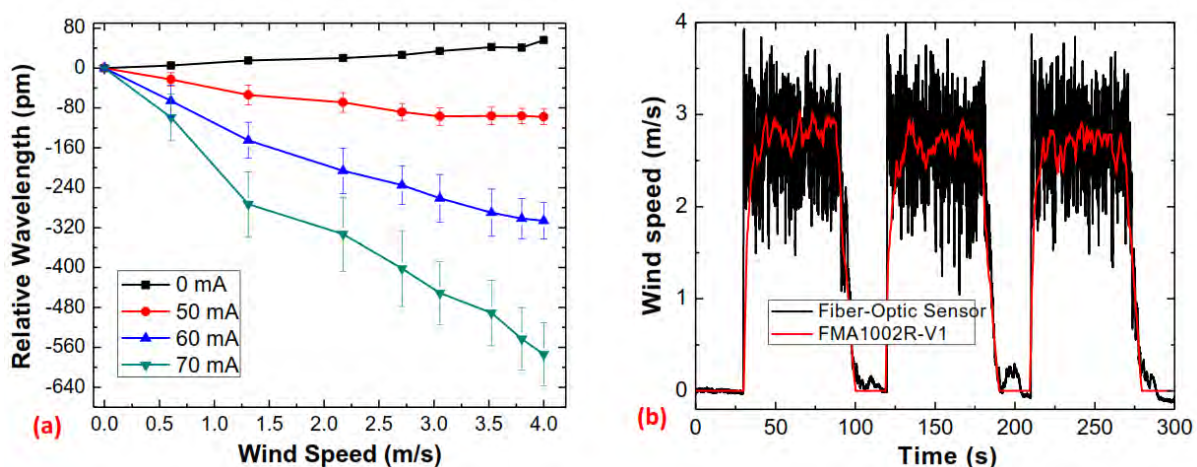 80
0
-80
-160
-240
-320
-400
-480
-560
-640
Relative Wavelength (pm)
0 mA
50 mA
60 mA
70 mA
0.0 0.5 1.0 1.5 2.0 2.5 3.0 3.5 4.0
Wind Speed (m/s)
(a)
4
3
2
1
0
Wind speed (m/s)
Fiber-Optic Sensor
FMA1002R-V1
0 50 100 150 200 250 300
Time (s)
(b)